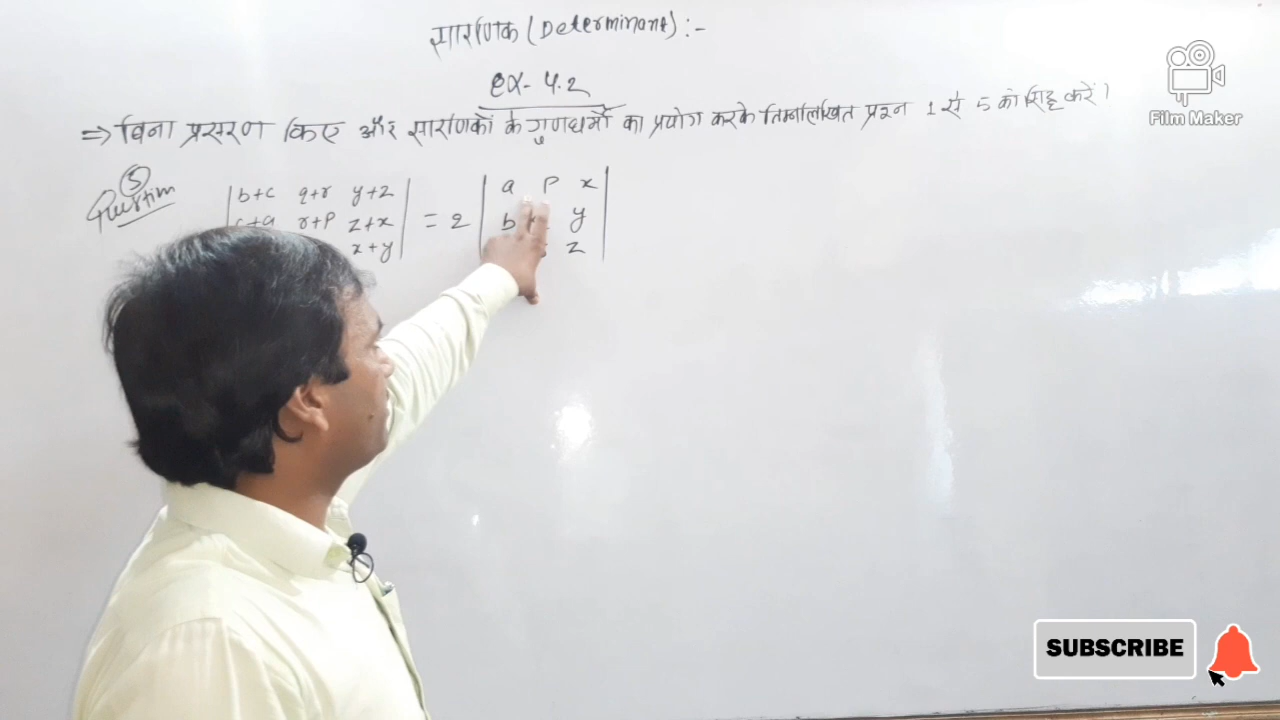 सारणिक (Determinant) :-
ex- 4.2
⇒ बिना प्रसरण किए और सारणिकों के गुणधर्मो का प्रयोग करके निम्नलिखित प्रश्न 1 से 5 को सिद्ध करें।
Question 5
b+c q+r y+z
c+a r+p z+x
x+y
= 2
a p x
b y
z
Film Maker
SUBSCRIBE